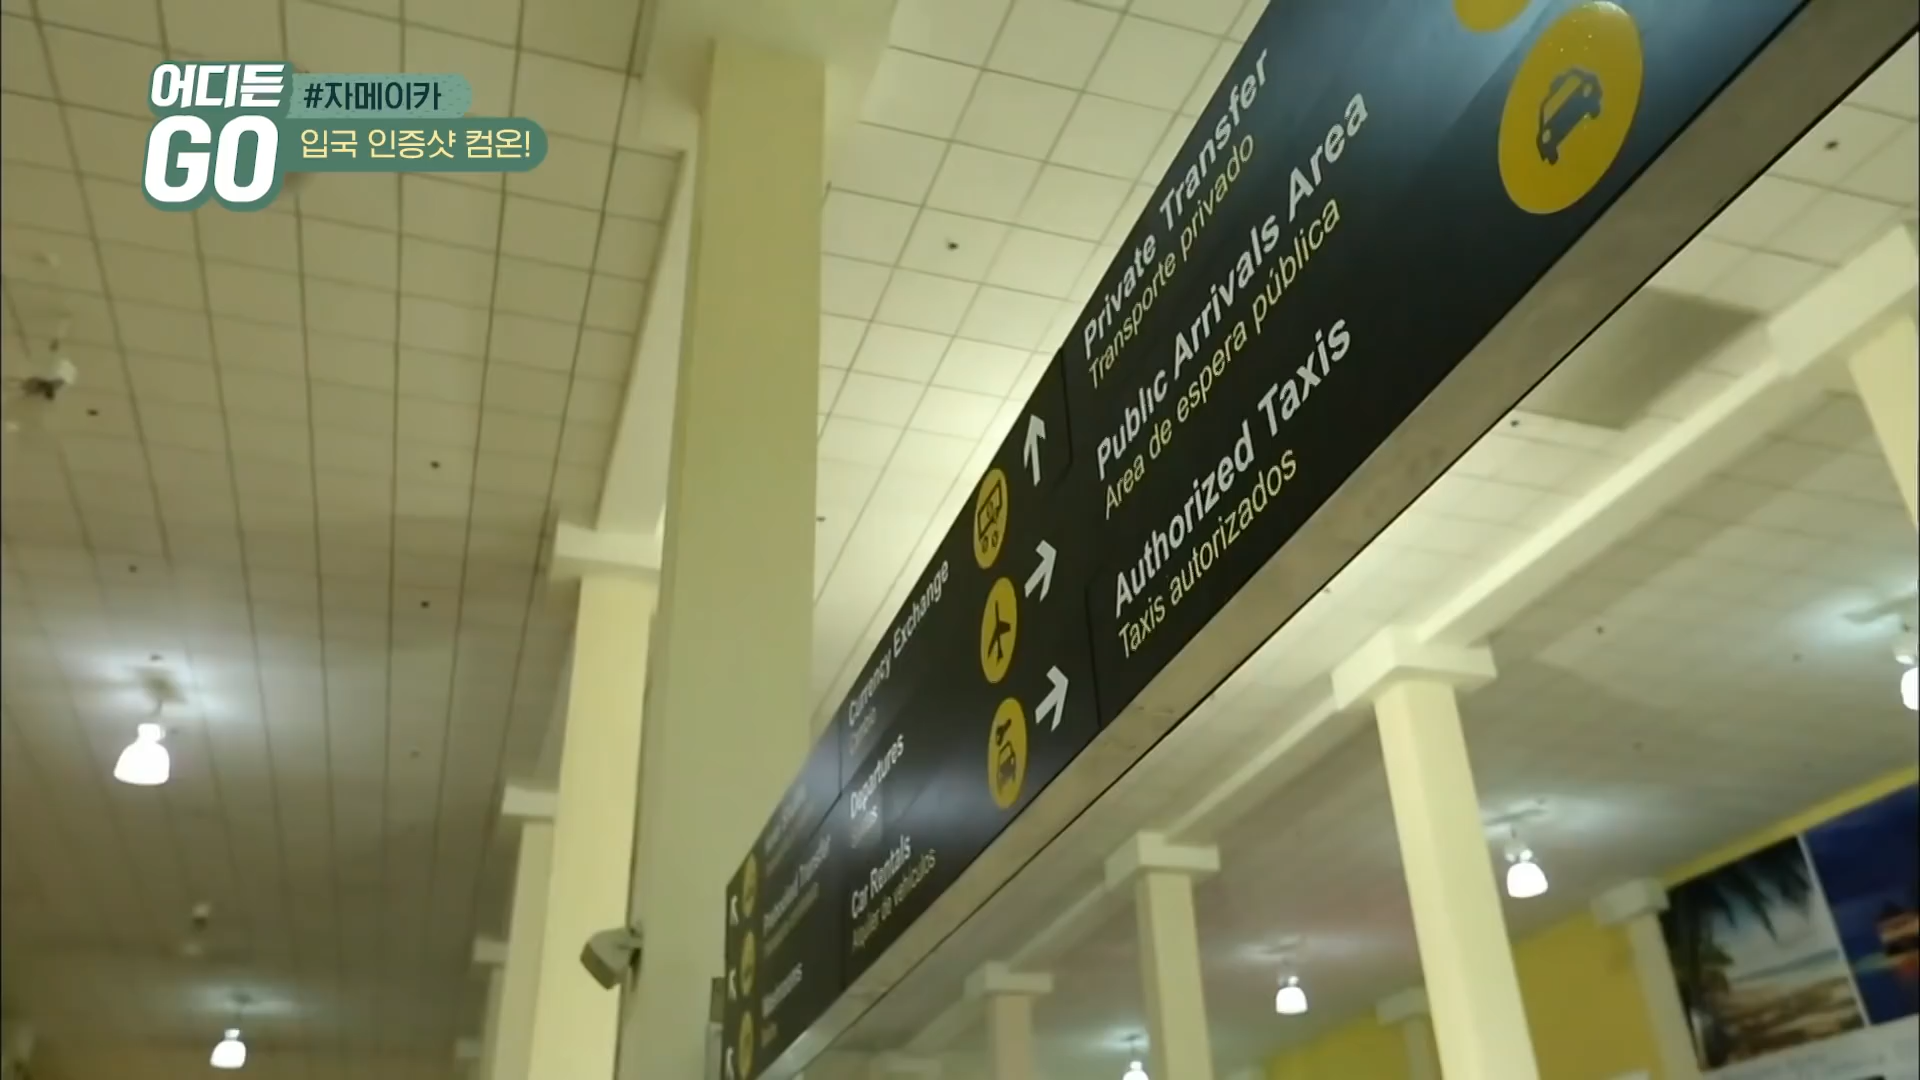 어디든
GO
#자메이카
입국 인증샷 컴온!
Private Transfer
Transporte privado
Public Arrivals Area
Area de espera pública
Authorized Taxis
Taxis autorizados
Currency Exchange
Cambio
Departures
Salidas
Car Rentals
Alquiler de vehículos